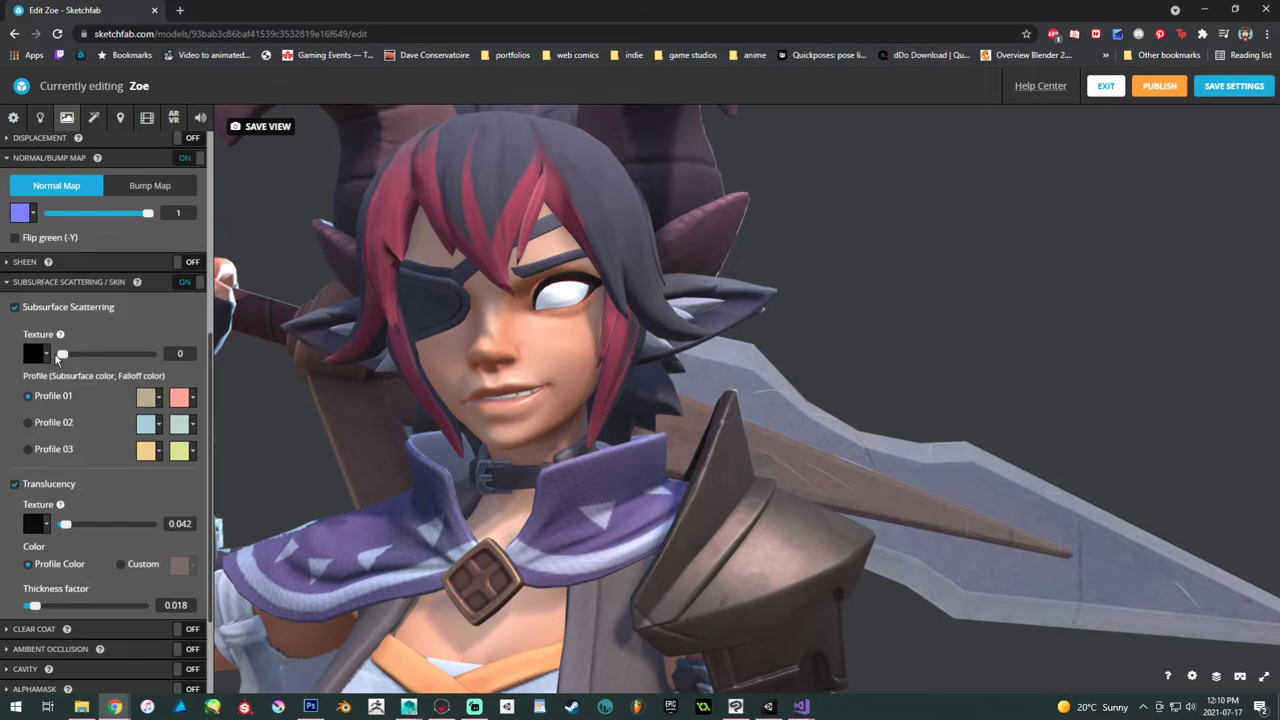 Edit Zoe - Sketchfab
sketchfab.com/models/93bab3c86baf41539c3532819e16f649/edit
Apps
Bookmarks
Video to animated...
Gaming Events — T...
Dave Conservatoire
portfolios
web comics
indie
game studios
anime
Quickposes: pose li...
dDo Download | Qu...
Overview Blender 2....
»
Other bookmarks
Reading list
Currently editing Zoe
Help Center
EXIT
PUBLISH
SAVE SETTINGS
AR
VR
SAVE VIEW
DISPLACEMENT
OFF
NORMAL/BUMP MAP
ON
Normal Map
Bump Map
1
Flip green (-Y)
SHEEN
OFF
SUBSURFACE SCATTERING / SKIN
ON
Subsurface Scatterring
Texture
0
Profile (Subsurface color, Falloff color)
Profile 01
Profile 02
Profile 03
Translucency
Texture
0.042
Color
Profile Color
Custom
Thickness factor
0.018
CLEAR COAT
OFF
AMBIENT OCCLUSION
OFF
CAVITY
OFF
ALPHAMASK
OFF
20°C Sunny
12:10 PM
2021-07-17